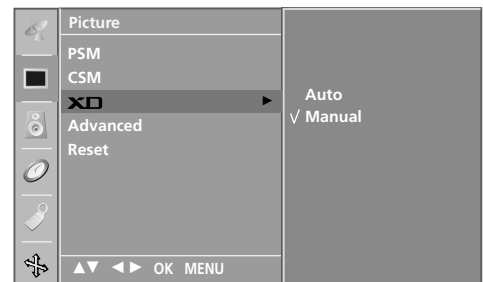 Picture
PSM
CSM
XD ►
Advanced
Reset
Auto
√ Manual
▲▼ ◄► OK MENU